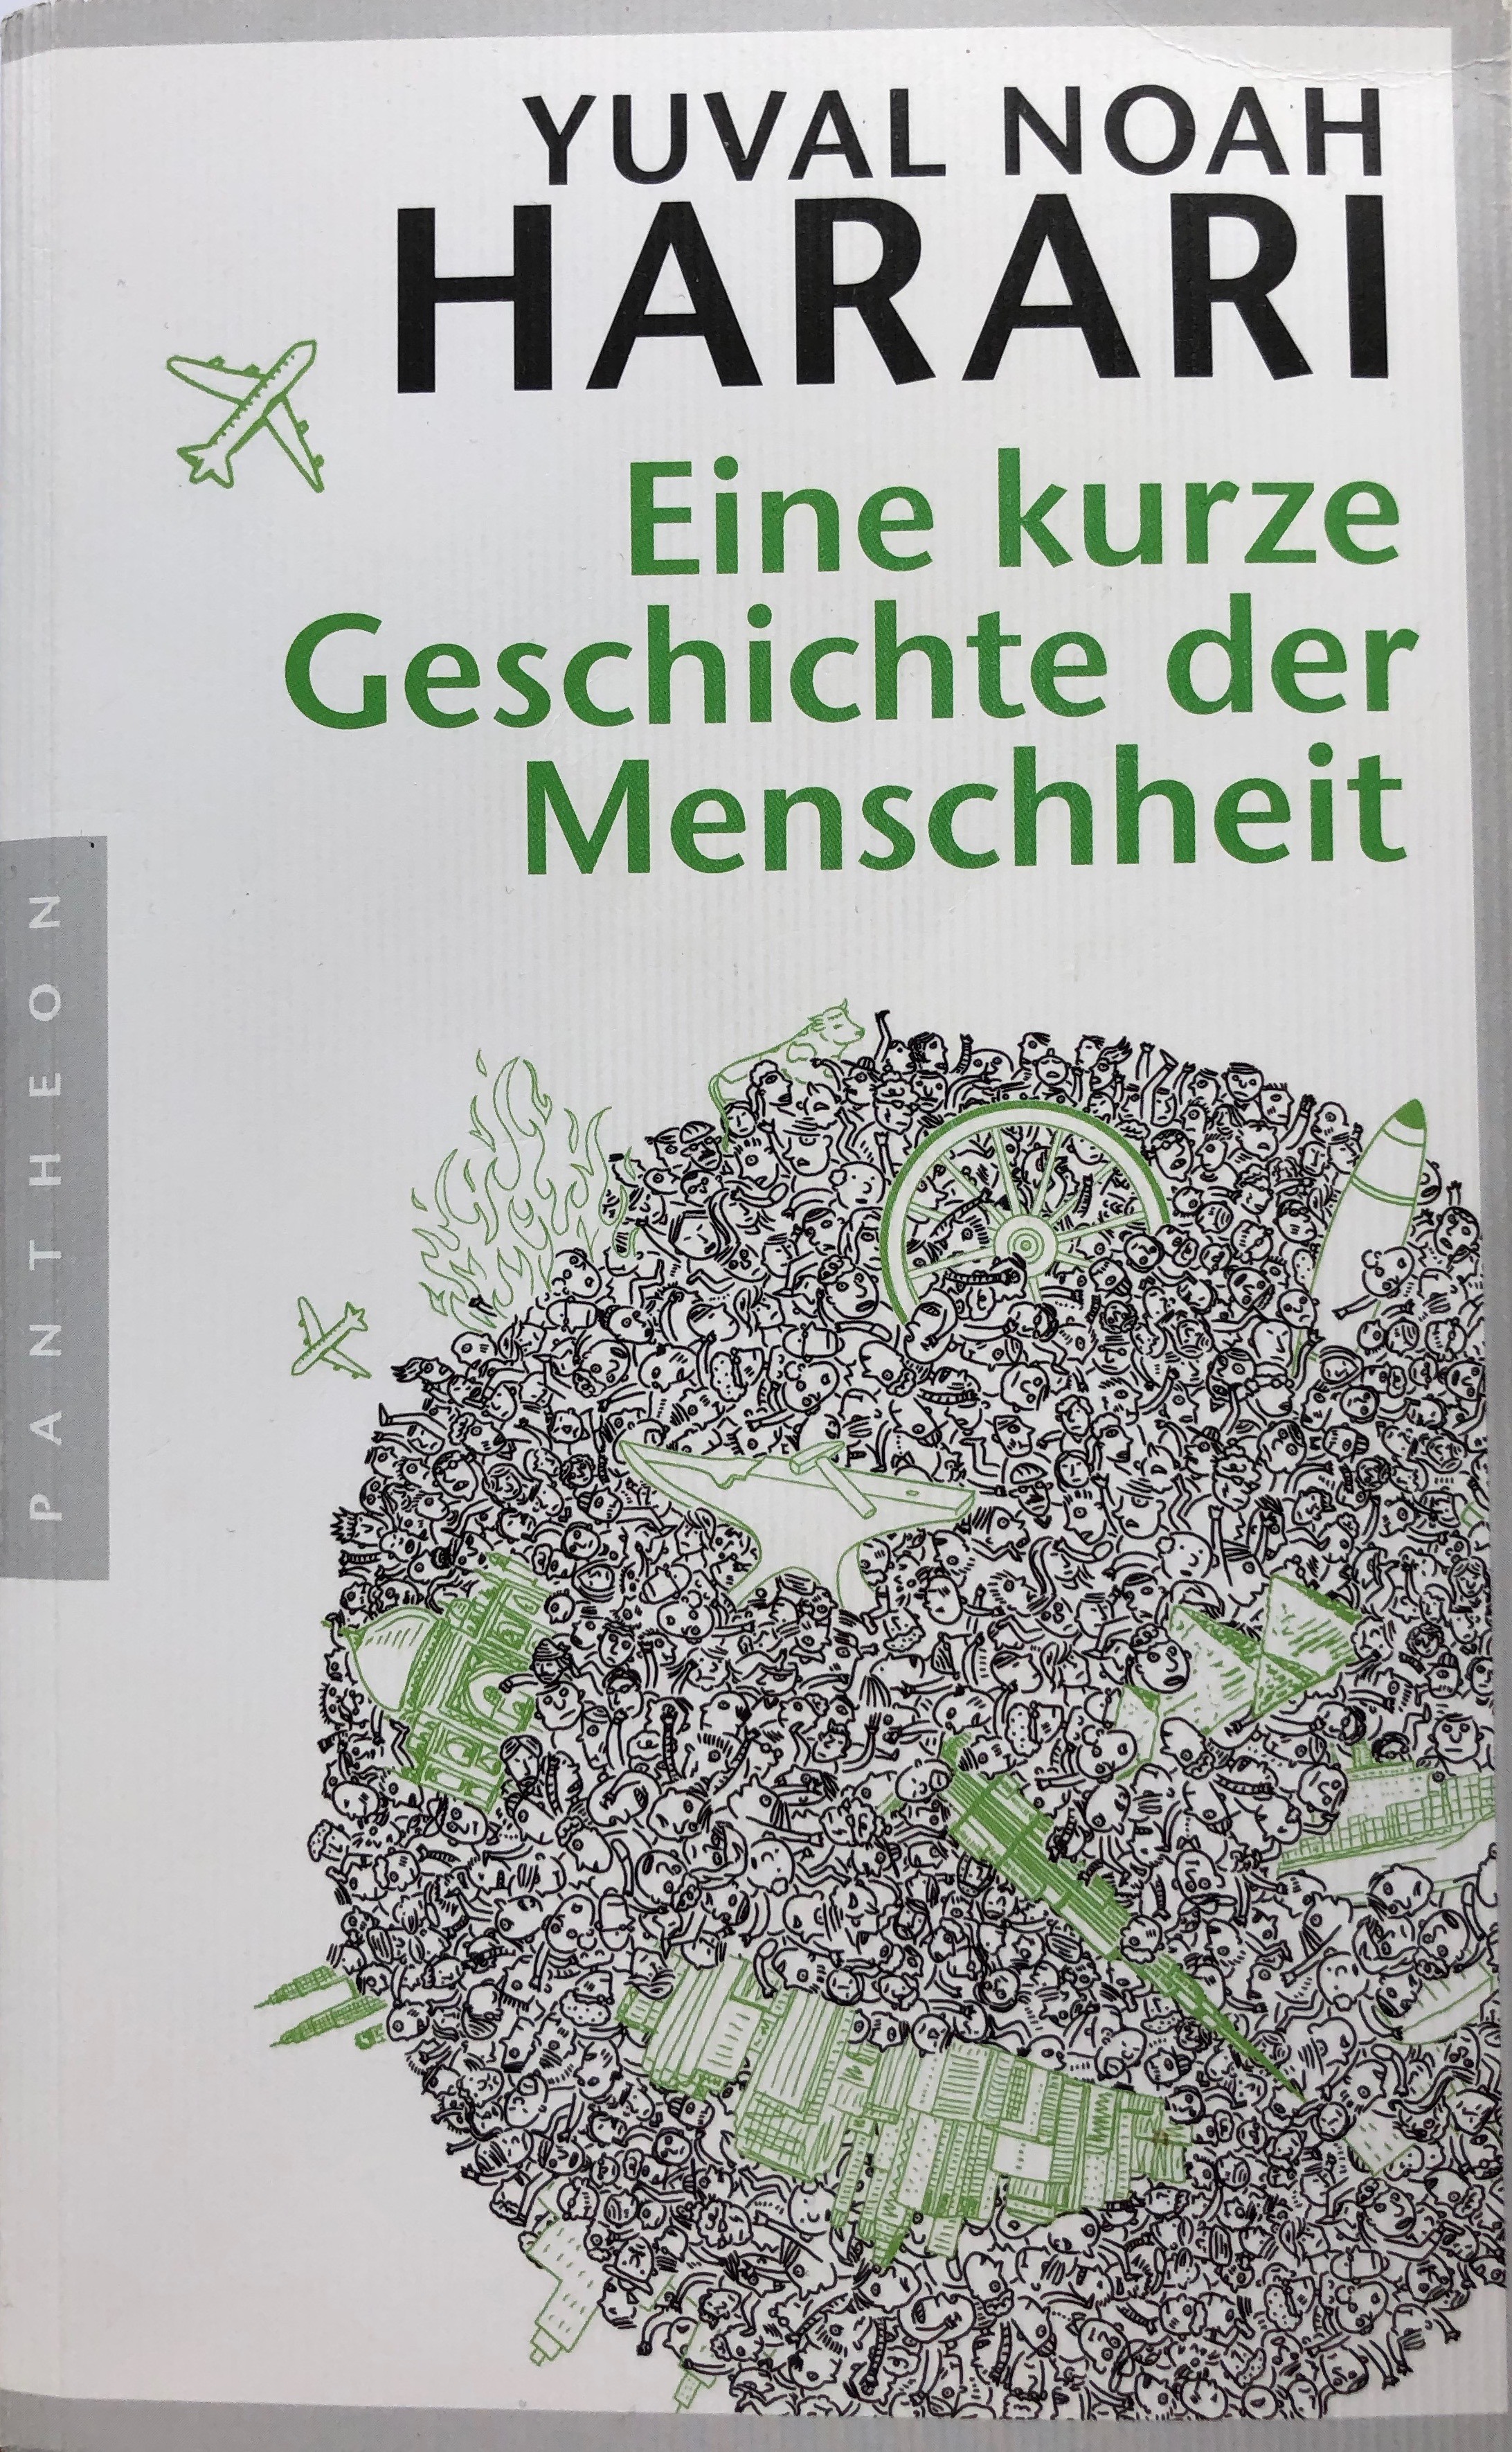 YUVAL NOAH
HARARI
Eine kurze
Geschichte der
Menschheit
PANTHEON